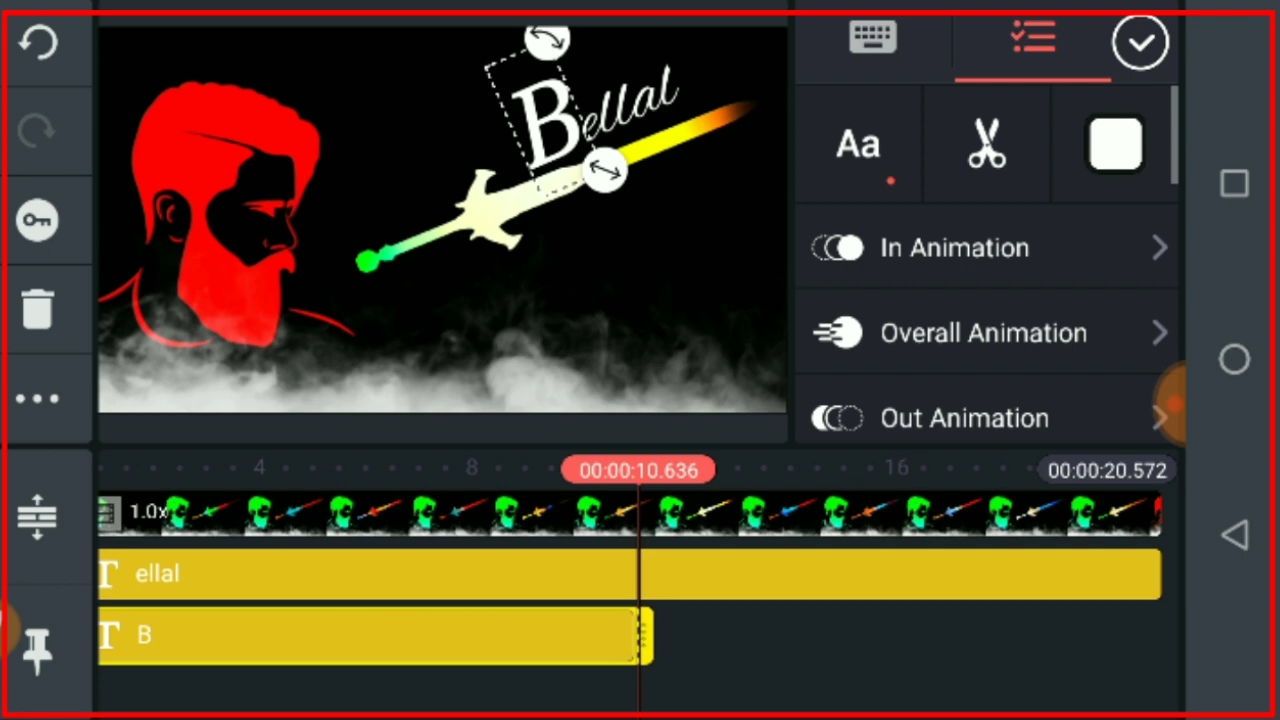 Bellal
Aa
In Animation
Overall Animation
Out Animation
4
8
00:00:10.636
16
00:00:20.572
1.0x
T ellal
T B